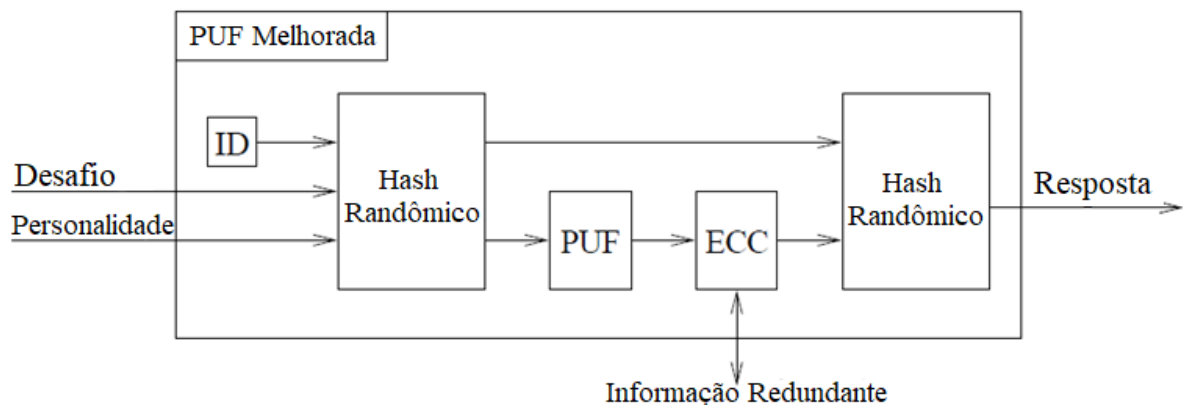 PUF Melhorada
ID
Desafio
Personalidade
Hash
Randômico
PUF
ECC
Hash
Randômico
Resposta
Informação Redundante